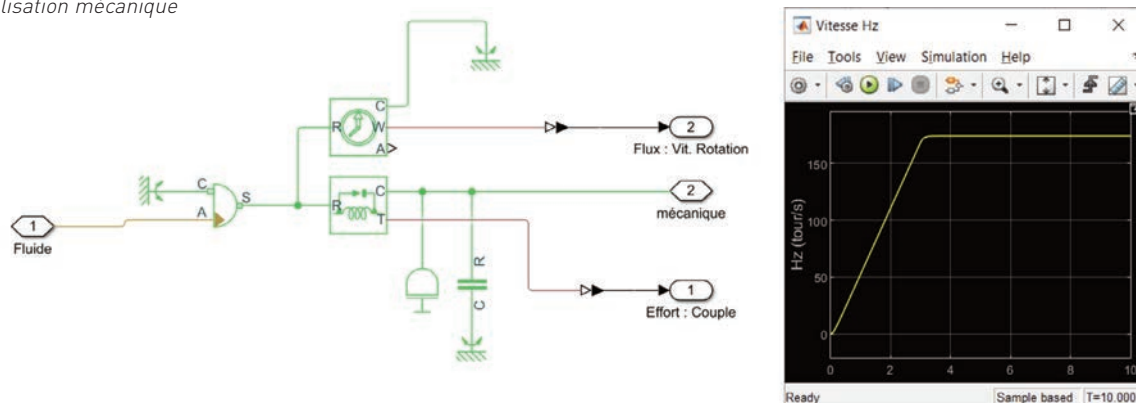 lisation mécanique
C
R
W
A
2
Flux : Vit. Rotation
C
S
A
1
Fluide
R
C
T
2
mécanique
R
C
1
Effort : Couple
Vitesse Hz
File Tools View Simulation Help
Hz (tour/s)
150
100
50
0
0 2 4 6 8 10
Ready Sample based T=10.000